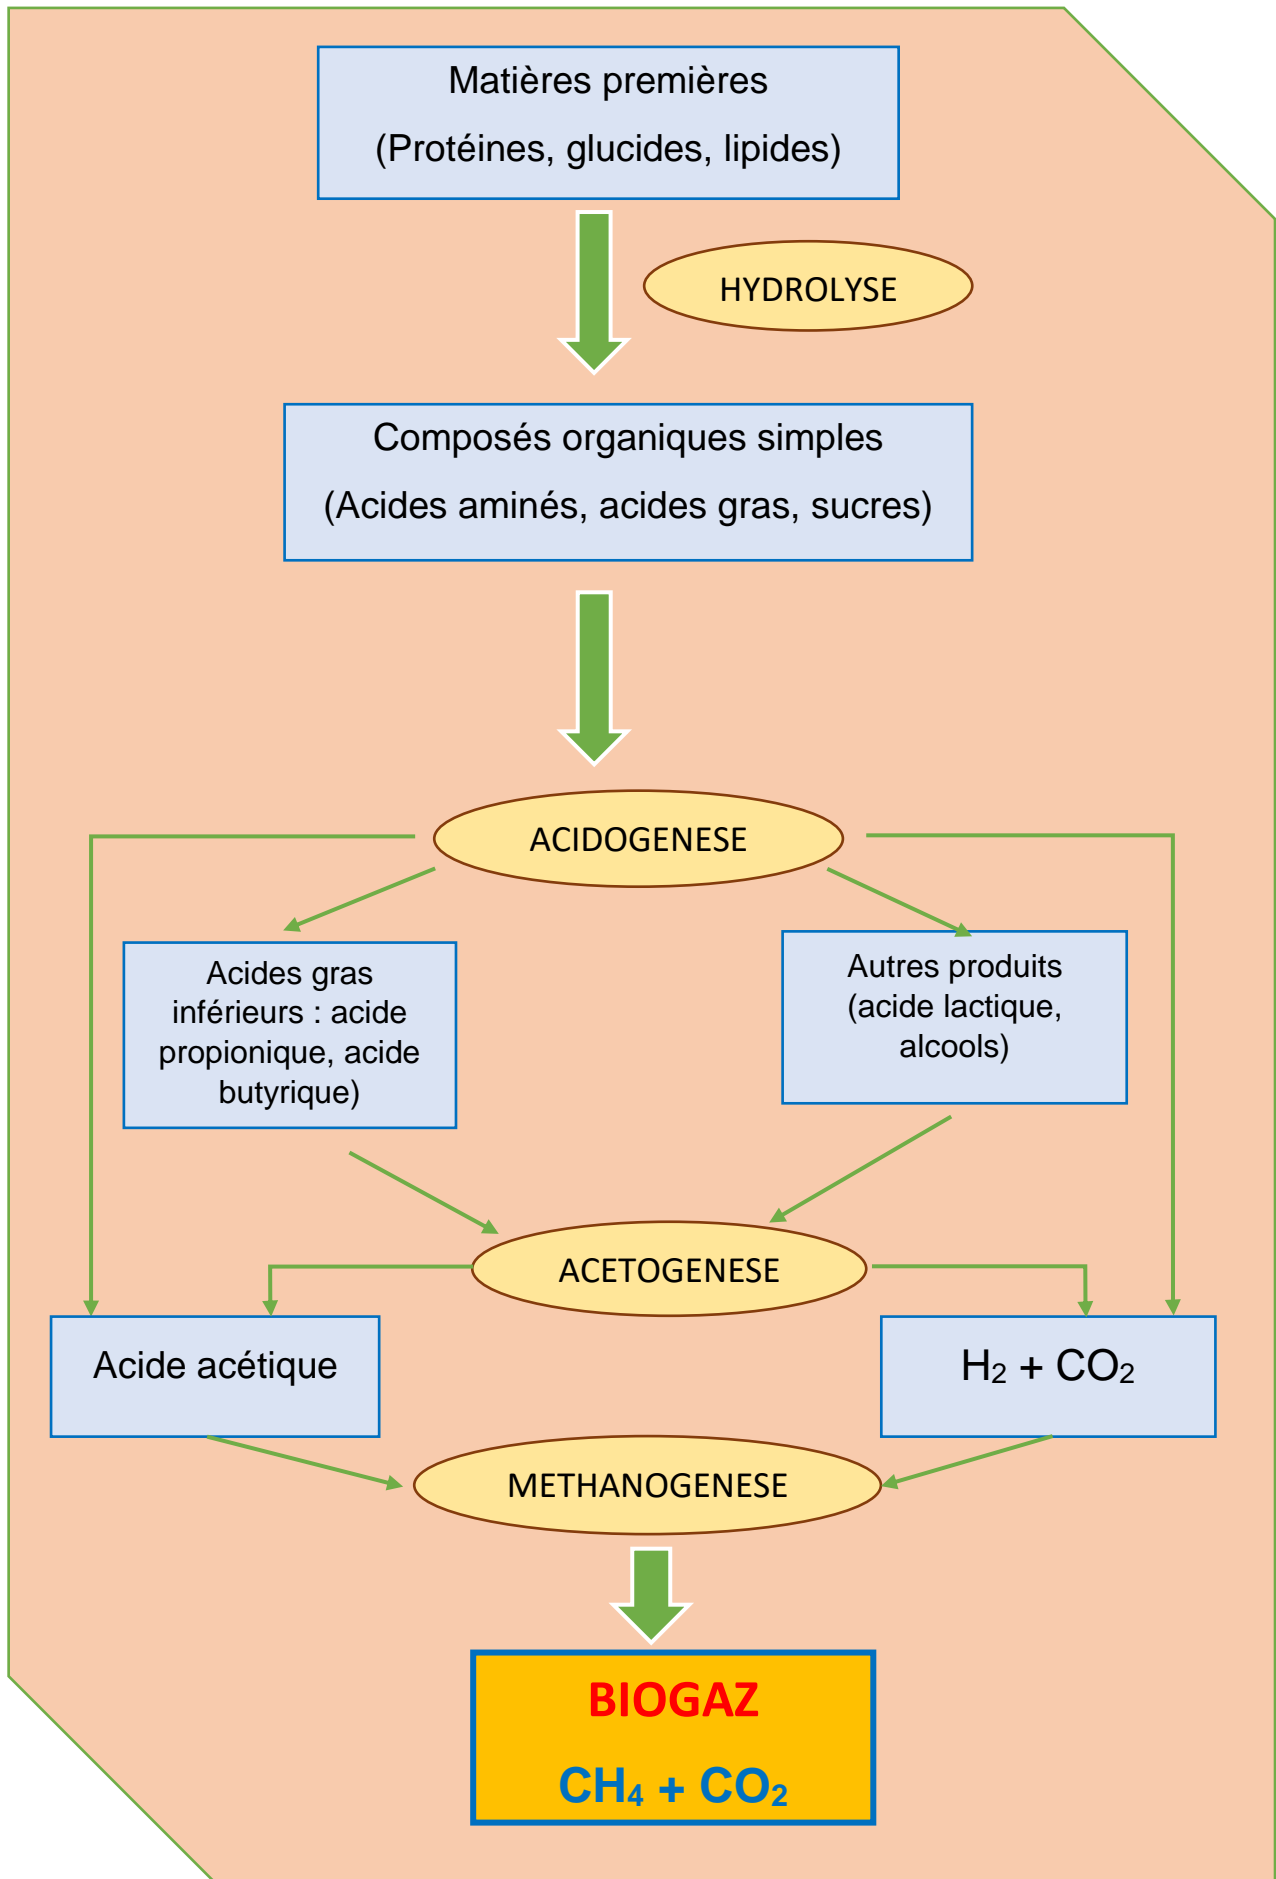 Matières premières
(Protéines, glucides, lipides)
HYDROLYSE
Composés organiques simples
(Acides aminés, acides gras, sucres)
ACIDOGENESE
Acides gras
inférieurs : acide
propionique, acide
butyrique)
Autres produits
(acide lactique,
alcools)
ACETOGENESE
Acide acétique
H₂ + CO₂
METHANOGENESE
BIOGAZ
CH₄ + CO₂